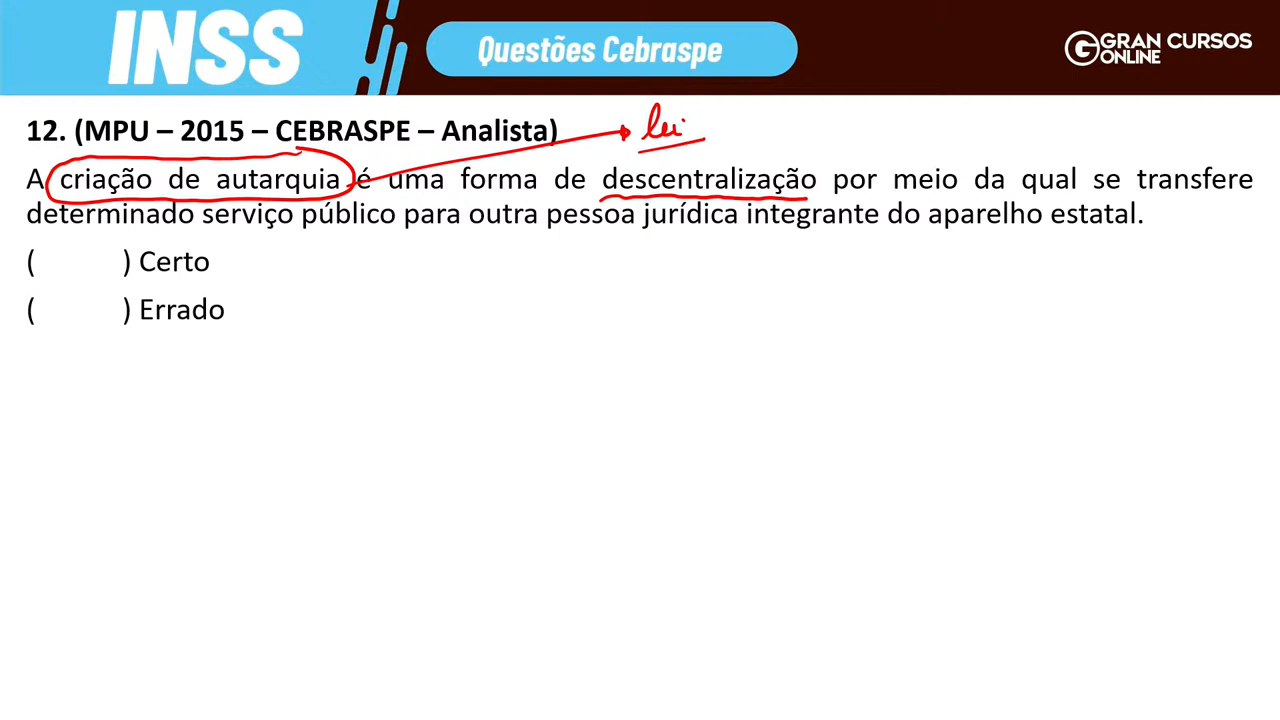 INSS
Questões Cebraspe
GRAN CURSOS
ONLINE
12. (MPU – 2015 – CEBRASPE – Analista)
lei
A criação de autarquia é uma forma de descentralização por meio da qual se transfere
determinado serviço público para outra pessoa jurídica integrante do aparelho estatal.
( ) Certo
( ) Errado